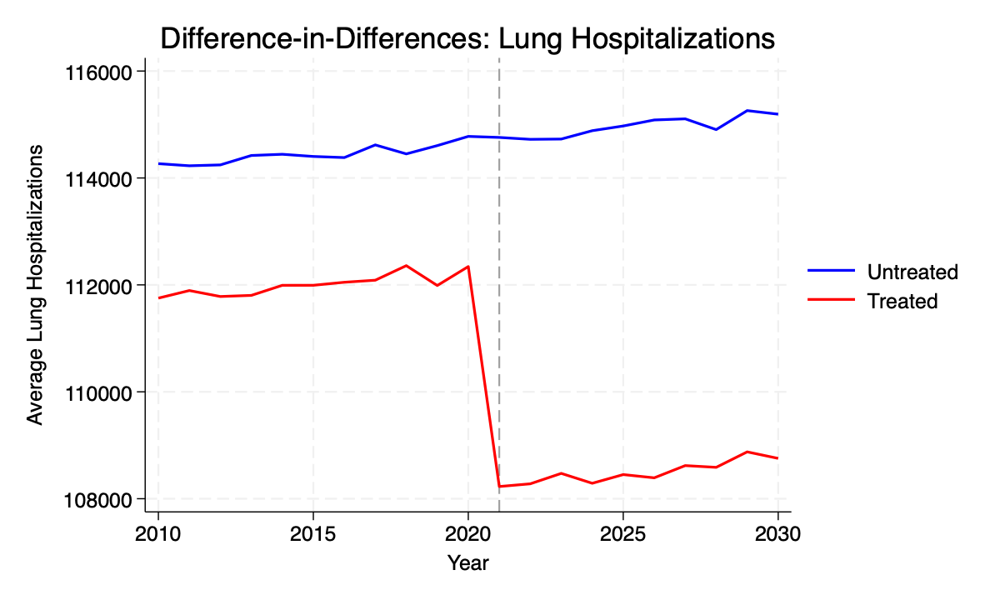 Difference-in-Differences: Lung Hospitalizations
116000
114000
112000
110000
108000
Average Lung Hospitalizations
2010 2015 2020 2025 2030
Year
Untreated
Treated